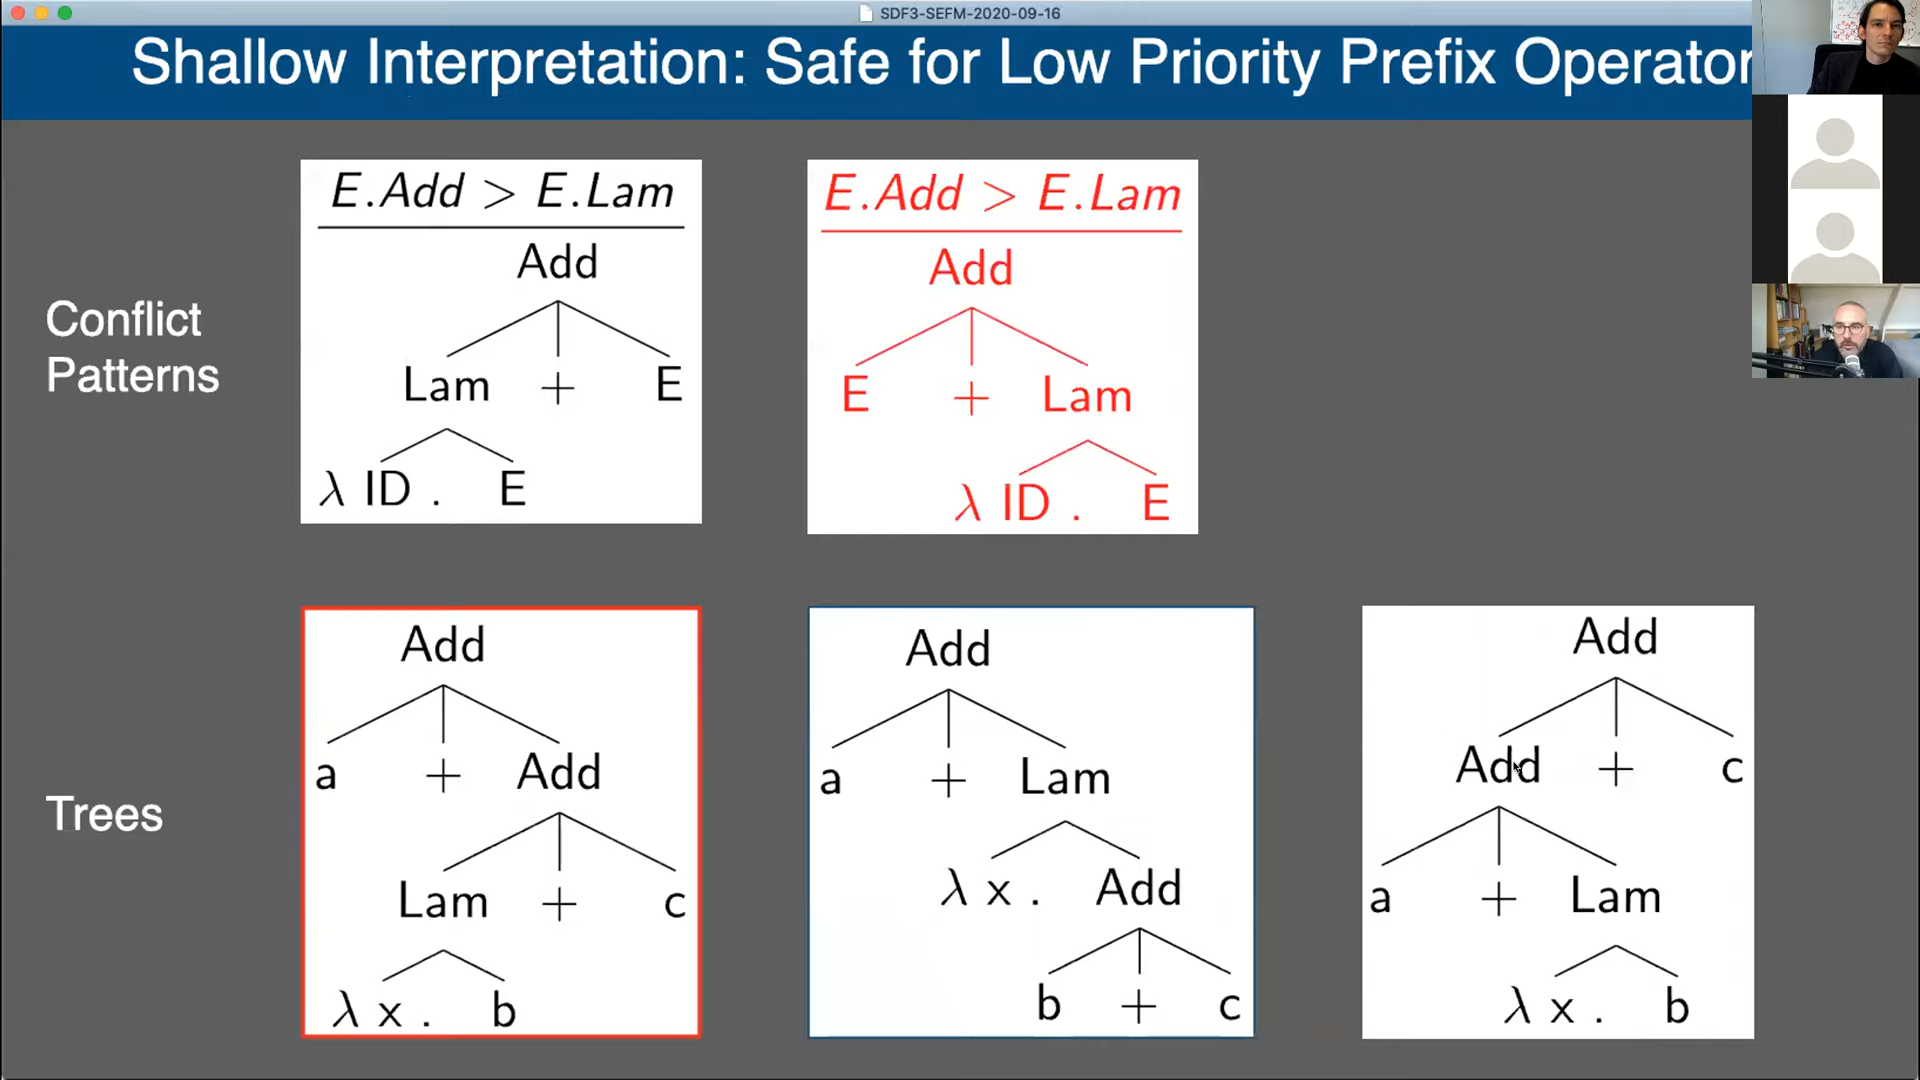 SDF3-SEFM-2020-09-16
Shallow Interpretation: Safe for Low Priority Prefix Operator
Conflict
Patterns
E.Add > E.Lam
Add
Lam + E
λ ID . E
E.Add > E.Lam
Add
E + Lam
λ ID . E
Trees
Add
a + Add
Lam + c
λ x . b
Add
a + Lam
λ x . Add
b + c
Add
Add + c
a + Lam
λ x . b